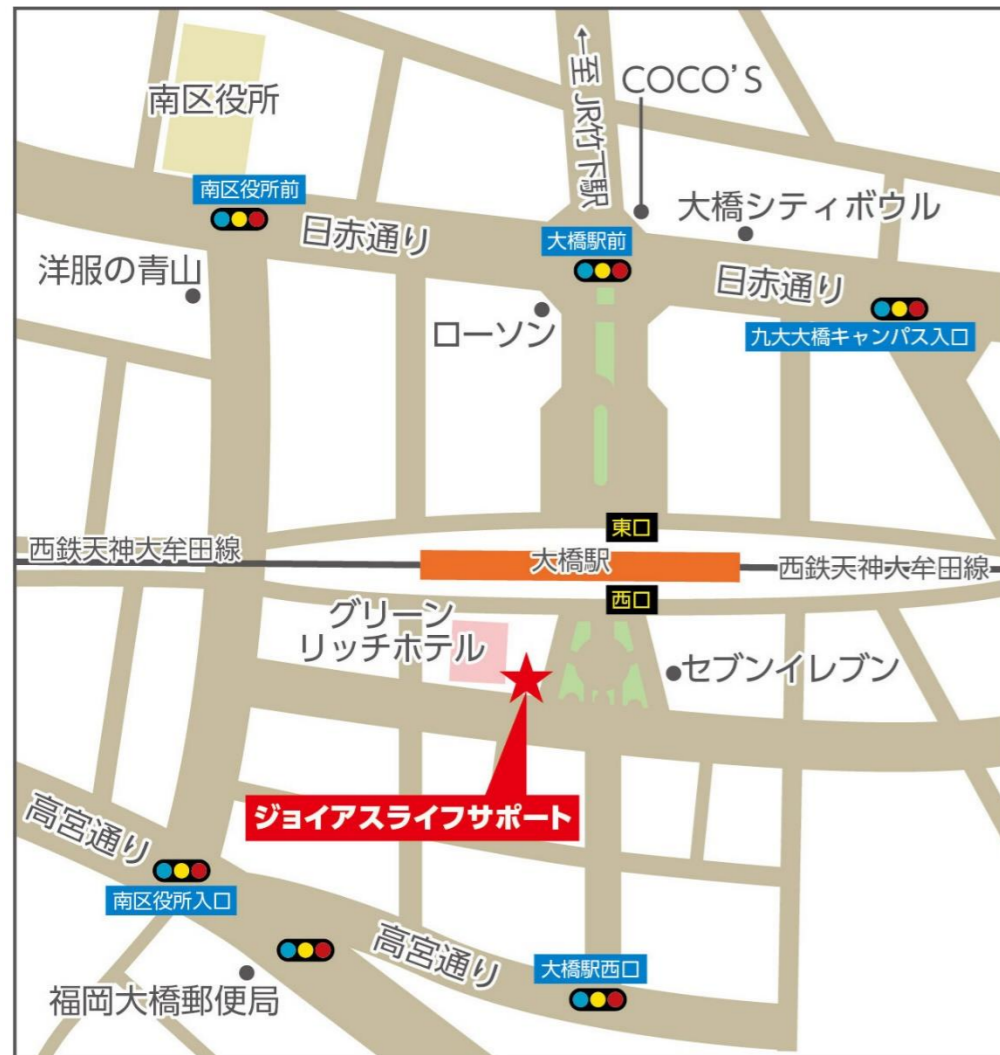 ←至 JR竹下駅
COCO'S
南区役所
南区役所前
大橋シティボウル
日赤通り
大橋駅前
洋服の青山
日赤通り
ローソン
九大大橋キャンパス入口
東口
西鉄天神大牟田線
大橋駅
西鉄天神大牟田線
西口
グリーン
リッチホテル
セブンイレブン
ジョイアスライフサポート
高宮通り
南区役所入口
高宮通り
大橋駅西口
福岡大橋郵便局